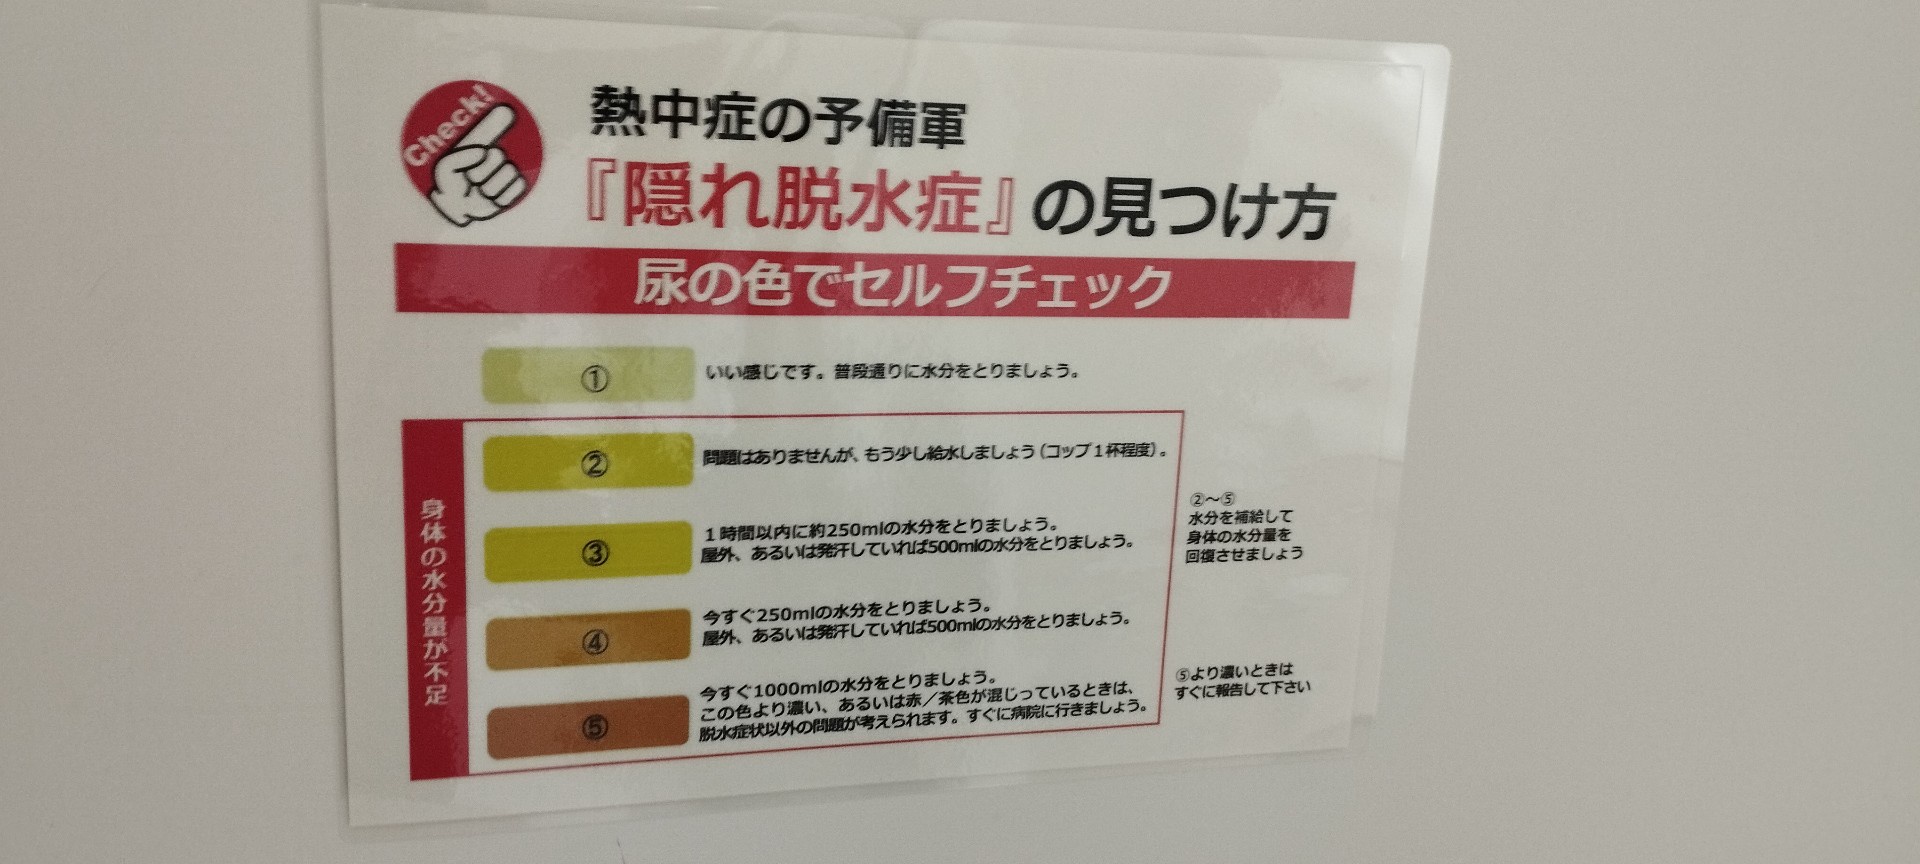 Check!
熱中症の予備軍
『隠れ脱水症』の見つけ方
尿の色でセルフチェック
① いい感じです。普段通りに水分をとりましょう。
身体の水分量が不足
② 問題はありませんが、もう少し給水しましょう（コップ１杯程度）。
③ １時間以内に約250mlの水分をとりましょう。
屋外、あるいは発汗していれば500mlの水分をとりましょう。
④ 今すぐ250mlの水分をとりましょう。
屋外、あるいは発汗していれば500mlの水分をとりましょう。
⑤ 今すぐ1000mlの水分をとりましょう。
この色より濃い、あるいは赤／茶色が混じっているときは、
脱水症状以外の問題が考えられます。すぐに病院に行きましょう。
②～⑤
水分を補給して
身体の水分量を
回復させましょう
⑤より濃いときは
すぐに報告して下さい